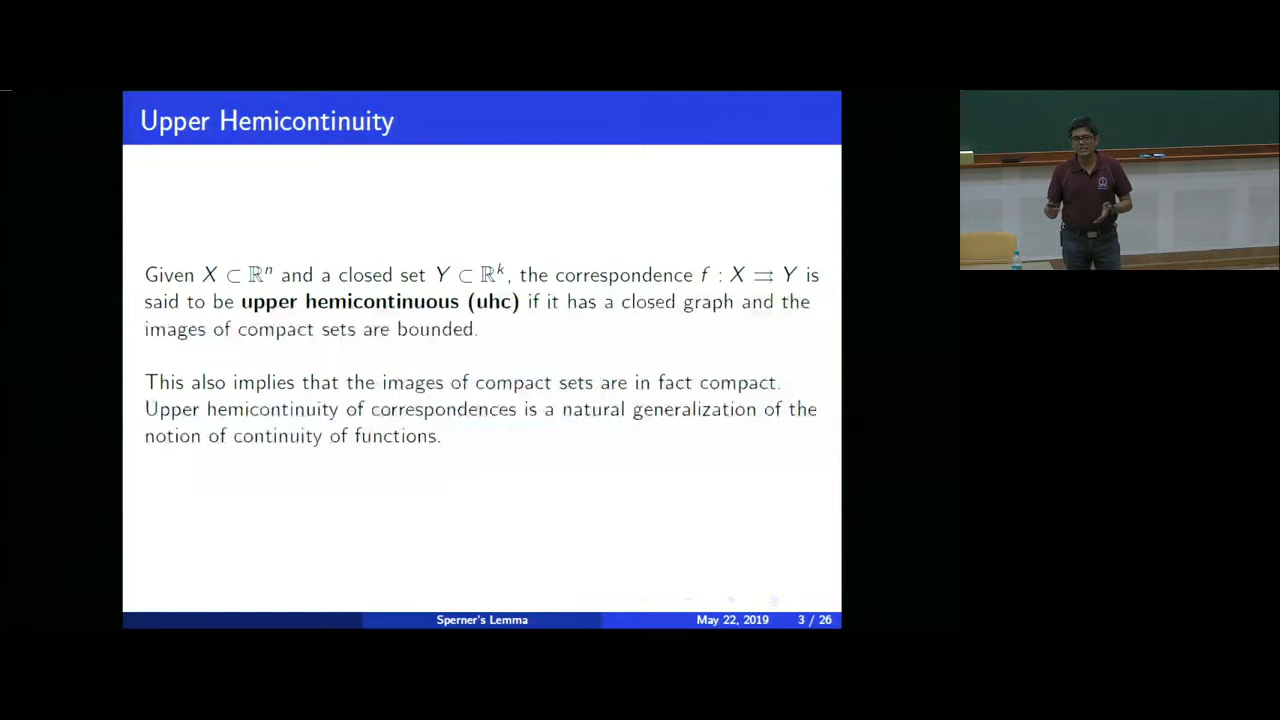 Upper Hemicontinuity
Given X ⊂ ℝⁿ and a closed set Y ⊂ ℝᵏ, the correspondence f : X ⇉ Y is
said to be upper hemicontinuous (uhc) if it has a closed graph and the
images of compact sets are bounded.
This also implies that the images of compact sets are in fact compact.
Upper hemicontinuity of correspondences is a natural generalization of the
notion of continuity of functions.
Sperner's Lemma May 22, 2019 3 / 26